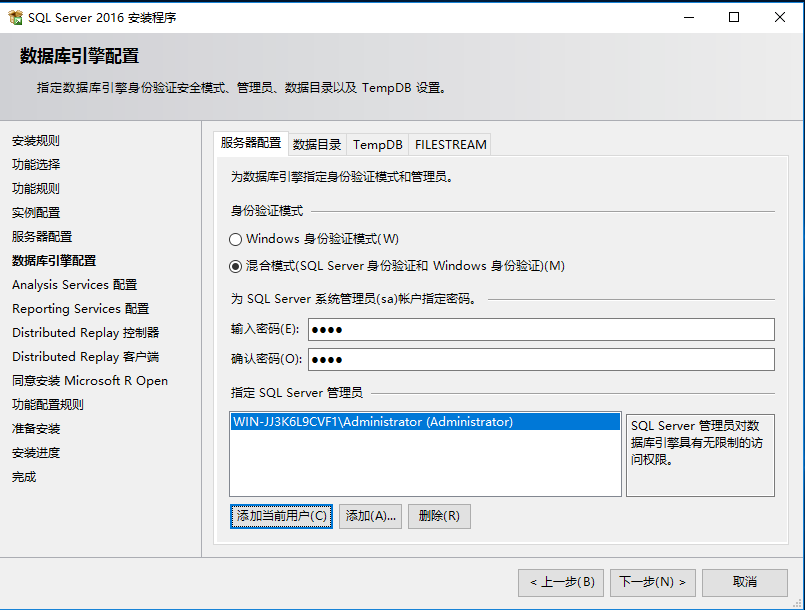 SQL Server 2016 安装程序
数据库引擎配置
指定数据库引擎身份验证安全模式、管理员、数据目录以及 TempDB 设置。
安装规则
功能选择
功能规则
实例配置
服务器配置
数据库引擎配置
Analysis Services 配置
Reporting Services 配置
Distributed Replay 控制器
Distributed Replay 客户端
同意安装 Microsoft R Open
功能配置规则
准备安装
安装进度
完成
服务器配置 数据目录 TempDB FILESTREAM
为数据库引擎指定身份验证模式和管理员。
身份验证模式
Windows 身份验证模式(W)
混合模式(SQL Server 身份验证和 Windows 身份验证)(M)
为 SQL Server 系统管理员(sa)帐户指定密码。
输入密码(E): ●●●●
确认密码(O): ●●●●
指定 SQL Server 管理员
WIN-JJ3K6L9CVF1\Administrator (Administrator)
SQL Server 管理员对数
据库引擎具有无限制的访
问权限。
添加当前用户(C) 添加(A)... 删除(R)
< 上一步(B) 下一步(N) > 取消